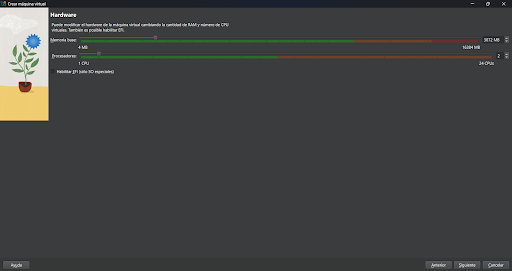 Crear máquina virtual
Hardware
Puede modificar el hardware de la máquina virtual cambiando la cantidad de RAM y número de CPU
virtuales. También es posible habilitar EFI.
Memoria base:
3072 MB
4 MB
16384 MB
Procesadores:
2
1 CPU
24 CPUs
Habilitar EFI (sólo SO especiales)
Ayuda
Anterior
Siguiente
Cancelar